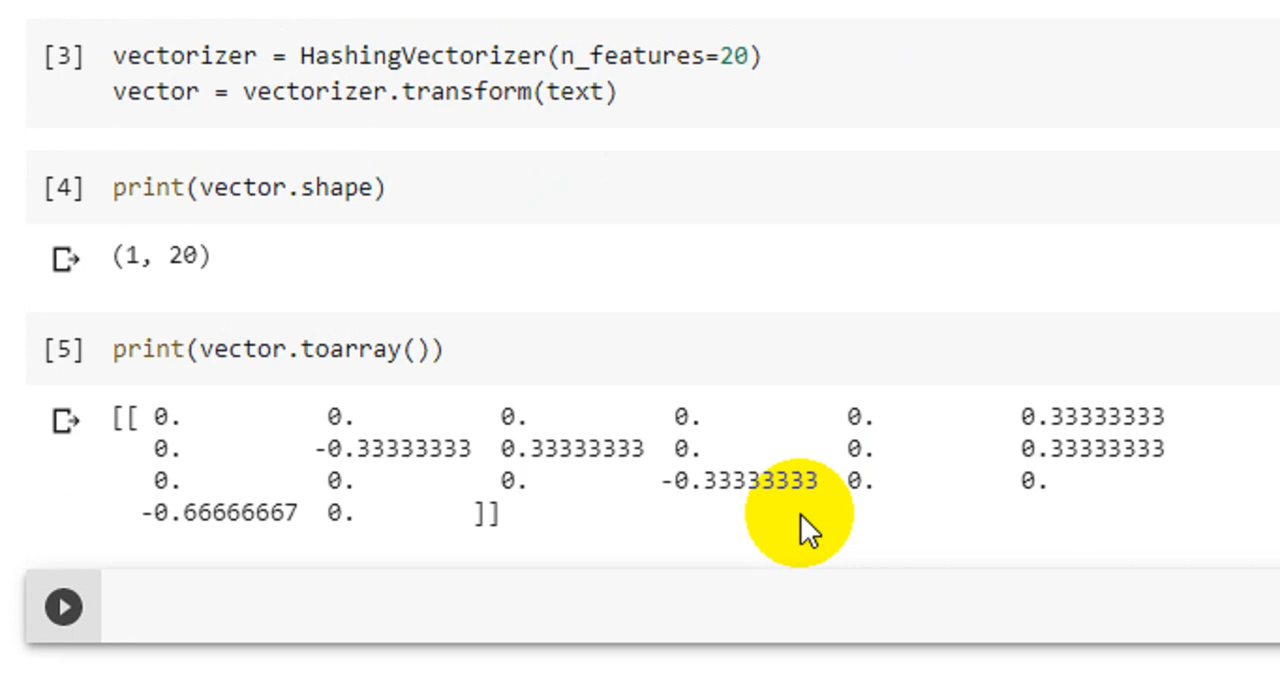 [3] vectorizer = HashingVectorizer(n_features=20)
vector = vectorizer.transform(text)
[4] print(vector.shape)
(1, 20)
[5] print(vector.toarray())
[[ 0. 0. 0. 0. 0. 0.33333333
0. -0.33333333 0.33333333 0. 0. 0.33333333
0. 0. 0. -0.33333333 0. 0.
-0.66666667 0. ]]